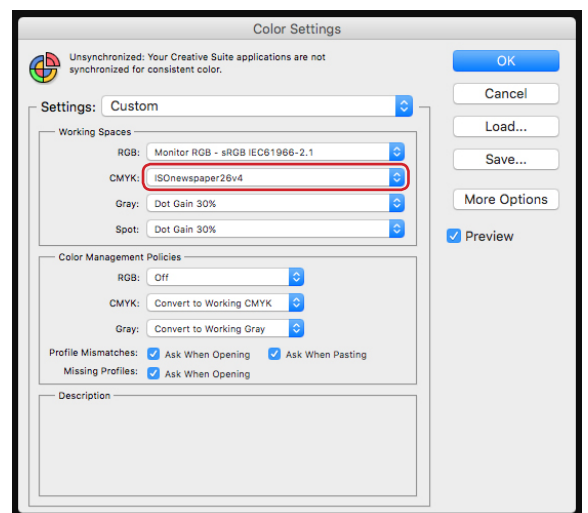 Color Settings
Unsynchronized: Your Creative Suite applications are not
synchronized for consistent color.
OK
Cancel
Load...
Save...
More Options
Preview
Settings: Custom
Working Spaces
RGB: Monitor RGB - sRGB IEC61966-2.1
CMYK: ISOnewspaper26v4
Gray: Dot Gain 30%
Spot: Dot Gain 30%
Color Management Policies
RGB: Off
CMYK: Convert to Working CMYK
Gray: Convert to Working Gray
Profile Mismatches: Ask When Opening Ask When Pasting
Missing Profiles: Ask When Opening
Description